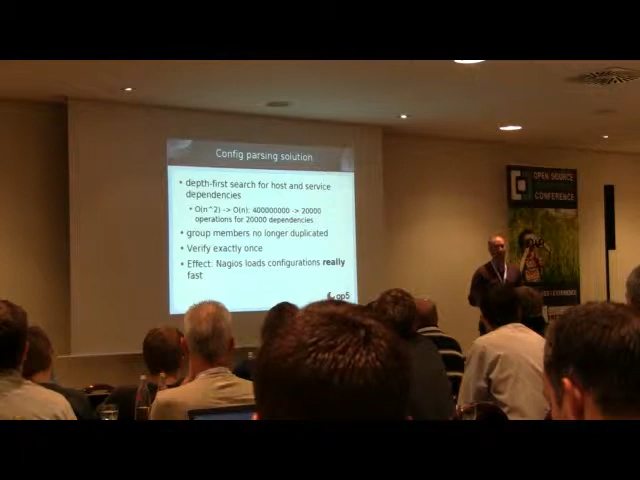 Config parsing solution
• depth-first search for host and service
dependencies
• O(n^2) -> O(n): 400000000 -> 20000
operations for 20000 dependencies
• group members no longer duplicated
• Verify exactly once
• Effect: Nagios loads configurations really
fast
op5
OPEN SOURCE
CONFERENCE